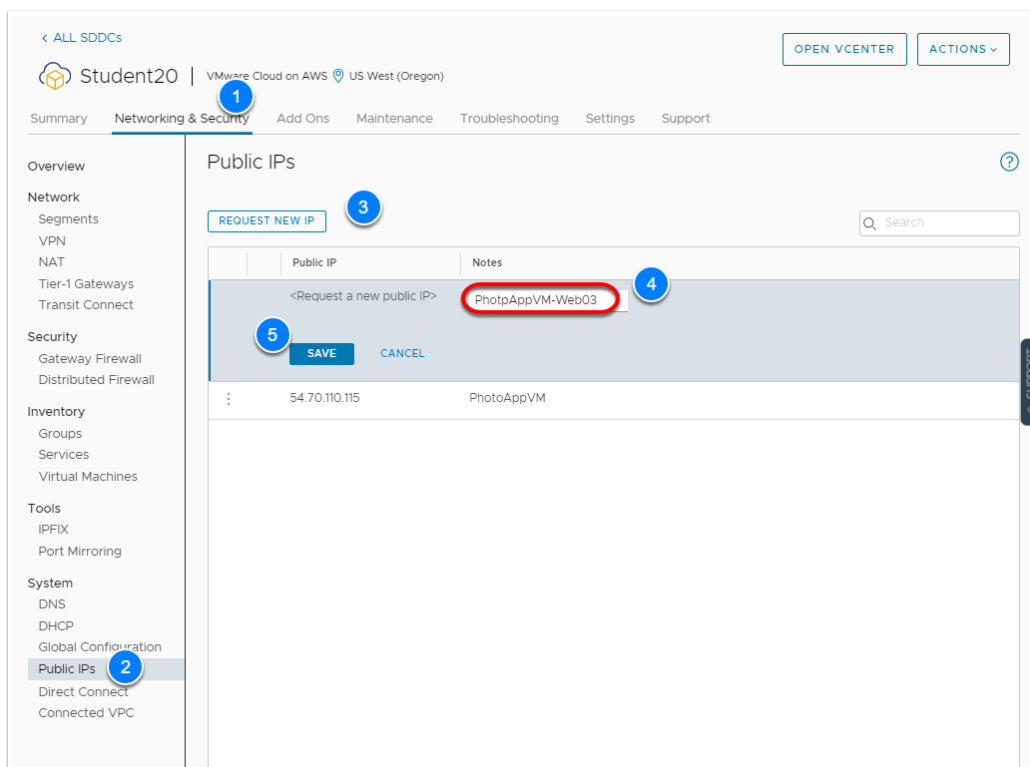 < ALL SDDCs
OPEN VCENTER
ACTIONS
Student20 | VMware Cloud on AWS US West (Oregon)
1
Summary Networking & Security Add Ons Maintenance Troubleshooting Settings Support
Overview
Network
Segments
VPN
NAT
Tier-1 Gateways
Transit Connect
Security
Gateway Firewall
Distributed Firewall
Inventory
Groups
Services
Virtual Machines
Tools
IPFIX
Port Mirroring
System
DNS
DHCP
Global Configuration
Public IPs 2
Direct Connect
Connected VPC
Public IPs
?
REQUEST NEW IP 3
Search
Public IP Notes
<Request a new public IP> PhotpAppVM-Web03 4
5
SAVE CANCEL
54.70.110.115 PhotoAppVM
SUPPORT